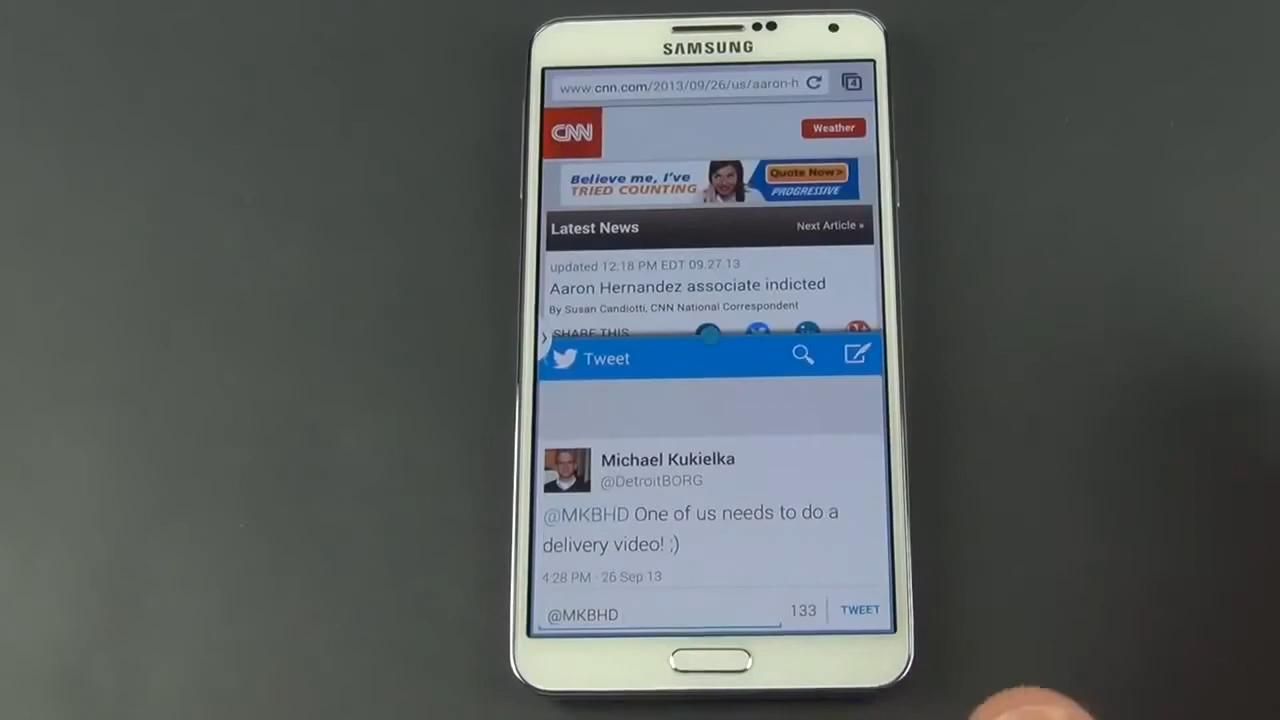 SAMSUNG
www.cnn.com/2013/09/26/us/aaron-h
4
CNN
Weather
Believe me, I've
TRIED COUNTING
Quote Now>
PROGRESSIVE
Latest News
Next Article »
updated 12:18 PM EDT 09.27.13
Aaron Hernandez associate indicted
By Susan Candiotti, CNN National Correspondent
SHARE THIS
Tweet
Michael Kukielka
@DetroitBORG
@MKBHD One of us needs to do a
delivery video! ;)
4:28 PM · 26 Sep 13
@MKBHD
133
TWEET